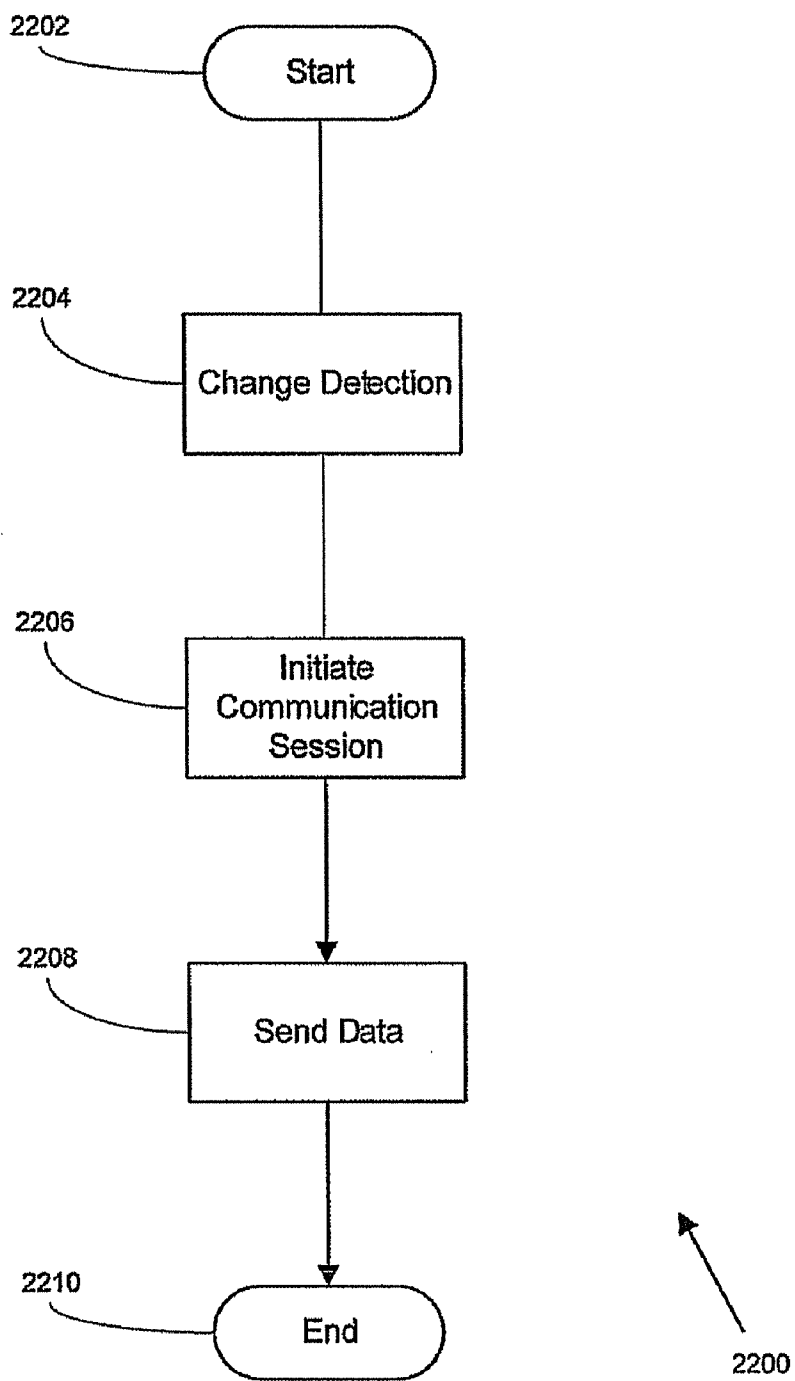 2202
Start
2204
Change Detection
2206
Initiate
Communication
Session
2208
Send Data
2210
End
2200